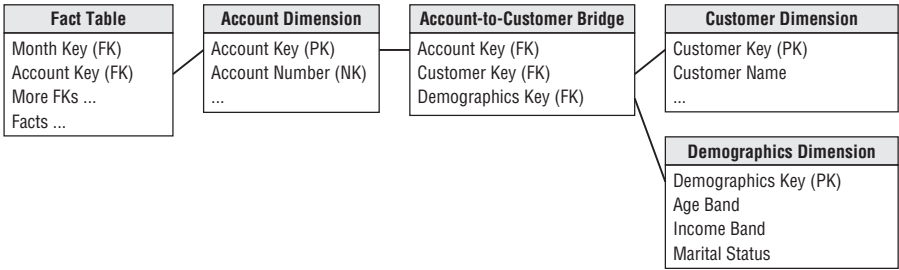 Fact Table
Month Key (FK)
Account Key (FK)
More FKs ...
Facts ...
Account Dimension
Account Key (PK)
Account Number (NK)
...
Account-to-Customer Bridge
Account Key (FK)
Customer Key (FK)
Demographics Key (FK)
Customer Dimension
Customer Key (PK)
Customer Name
...
Demographics Dimension
Demographics Key (PK)
Age Band
Income Band
Marital Status